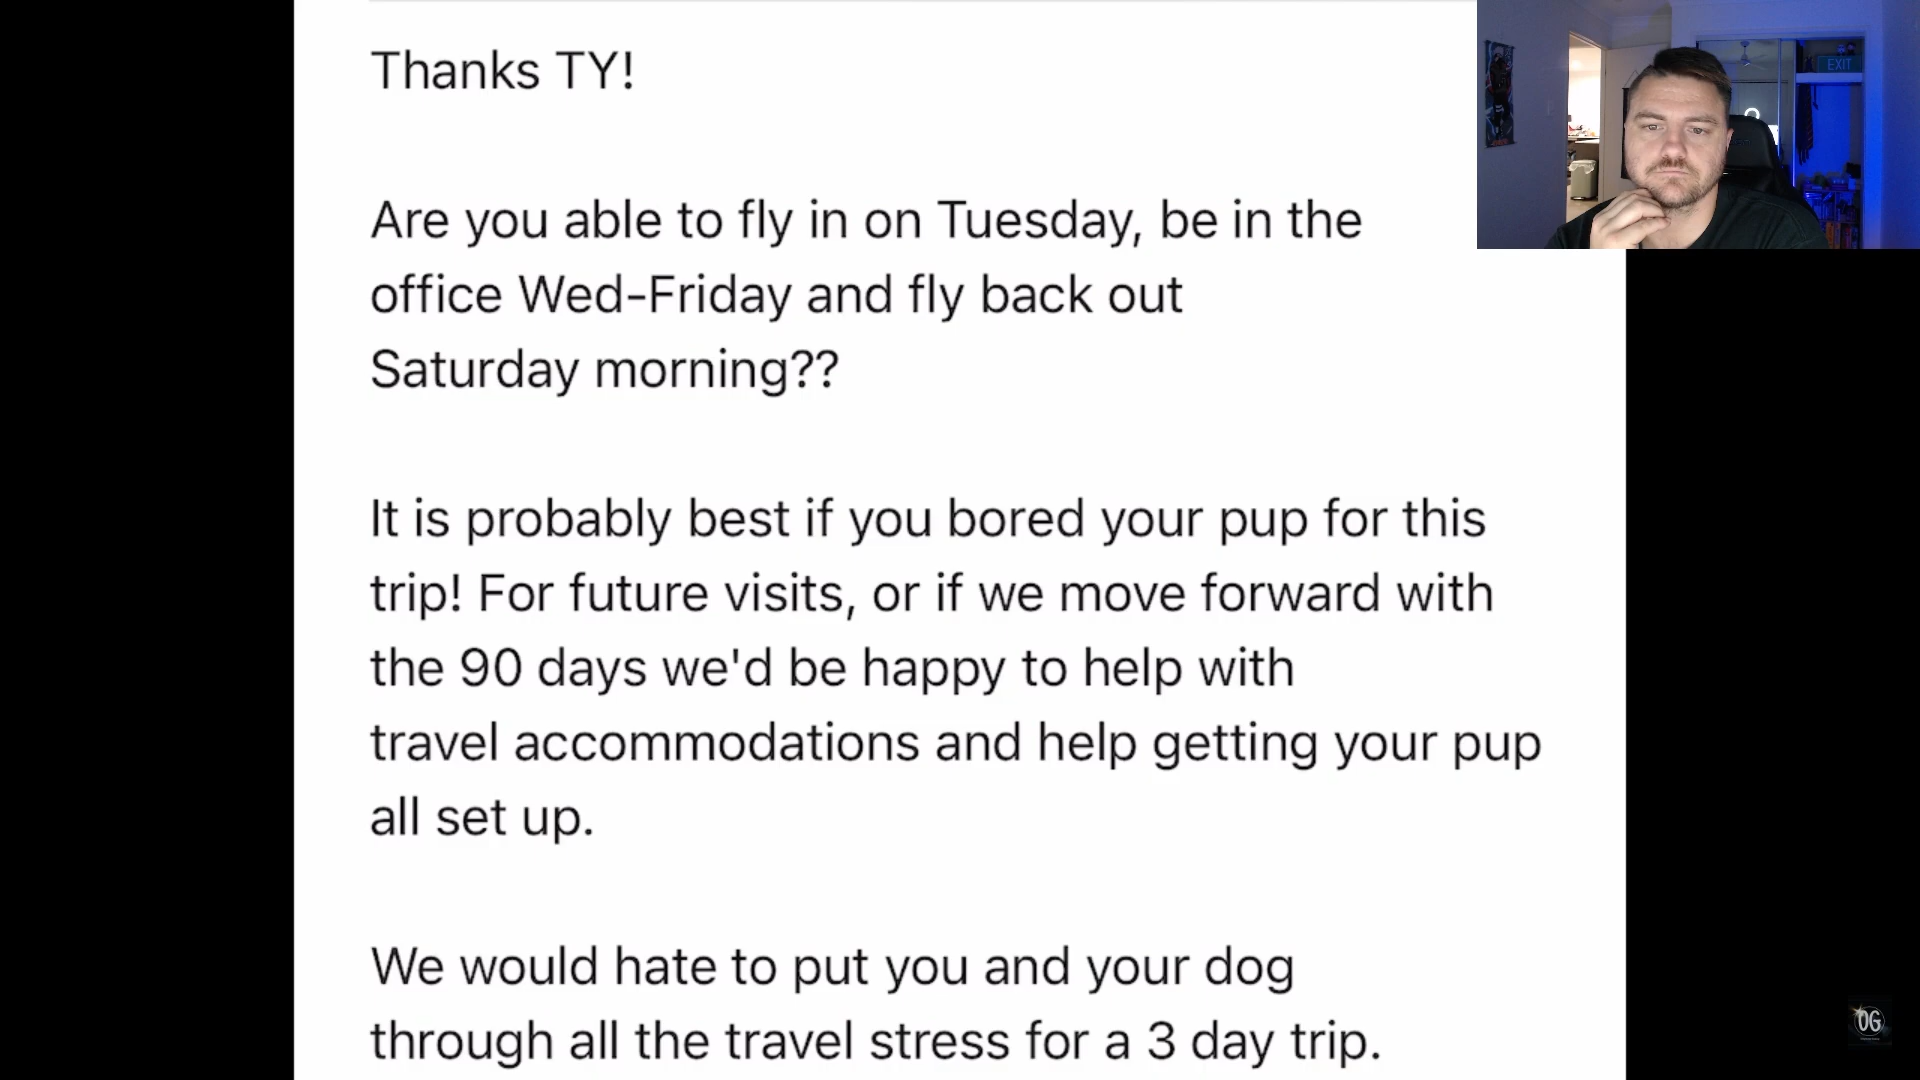 Thanks TY!
Are you able to fly in on Tuesday, be in the
office Wed-Friday and fly back out
Saturday morning??
It is probably best if you bored your pup for this
trip! For future visits, or if we move forward with
the 90 days we'd be happy to help with
travel accommodations and help getting your pup
all set up.
We would hate to put you and your dog
through all the travel stress for a 3 day trip.
EXIT
OG